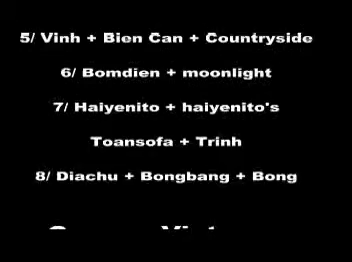 5/ Vinh + Bien Can + Countryside
6/ Bomdien + moonlight
7/ Haiyenito + haiyenito's
Toansofa + Trinh
8/ Diachu + Bongbang + Bong